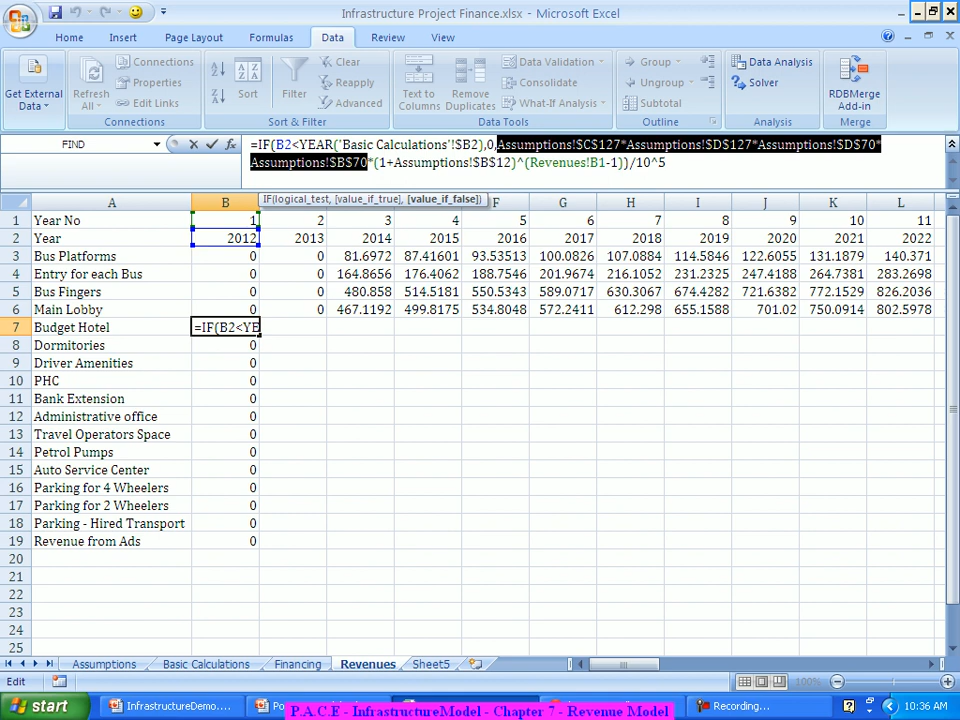 Infrastructure Project Finance.xlsx - Microsoft Excel
Home Insert Page Layout Formulas Data Review View
Connections
Clear
Data Validation
Group
Data Analysis
Properties
Reapply
Consolidate
Ungroup
Solver
Get External Data
Refresh All
Edit Links
Sort
Filter
Advanced
Text to Columns
Remove Duplicates
What-If Analysis
Subtotal
RDBMerge Add-in
Connections Sort & Filter Data Tools Outline Analysis Merge
FIND
=IF(B2<YEAR('Basic Calculations'!$B2),0,Assumptions!$C$127*Assumptions!$D$127*Assumptions!$D$70*
Assumptions!$B$70*(1+Assumptions!$B$12)^(Revenues!B1-1))/10^5
IF(logical_test, [value_if_true], [value_if_false])
A B F G H I J K L
1 Year No 1 2 3 4 5 6 7 8 9 10 11
2 Year 2012 2013 2014 2015 2016 2017 2018 2019 2020 2021 2022
3 Bus Platforms 0 0 81.6972 87.41601 93.53513 100.0826 107.0884 114.5846 122.6055 131.1879 140.371
4 Entry for each Bus 0 0 164.8656 176.4062 188.7546 201.9674 216.1052 231.2325 247.4188 264.7381 283.2698
5 Bus Fingers 0 0 480.858 514.5181 550.5343 589.0717 630.3067 674.4282 721.6382 772.1529 826.2036
6 Main Lobby 0 0 467.1192 499.8175 534.8048 572.2411 612.298 655.1588 701.02 750.0914 802.5978
7 Budget Hotel =IF(B2<YE
8 Dormitories 0
9 Driver Amenities 0
10 PHC 0
11 Bank Extension 0
12 Administrative office 0
13 Travel Operators Space 0
14 Petrol Pumps 0
15 Auto Service Center 0
16 Parking for 4 Wheelers 0
17 Parking for 2 Wheelers 0
18 Parking - Hired Transport 0
19 Revenue from Ads 0
20
21
22
23
24
25
Assumptions Basic Calculations Financing Revenues Sheet5
Edit 100%
start InfrastructureDemo.... Po Recording... 10:36 AM
P.A.C.E - InfrastructureModel - Chapter 7 - Revenue Model